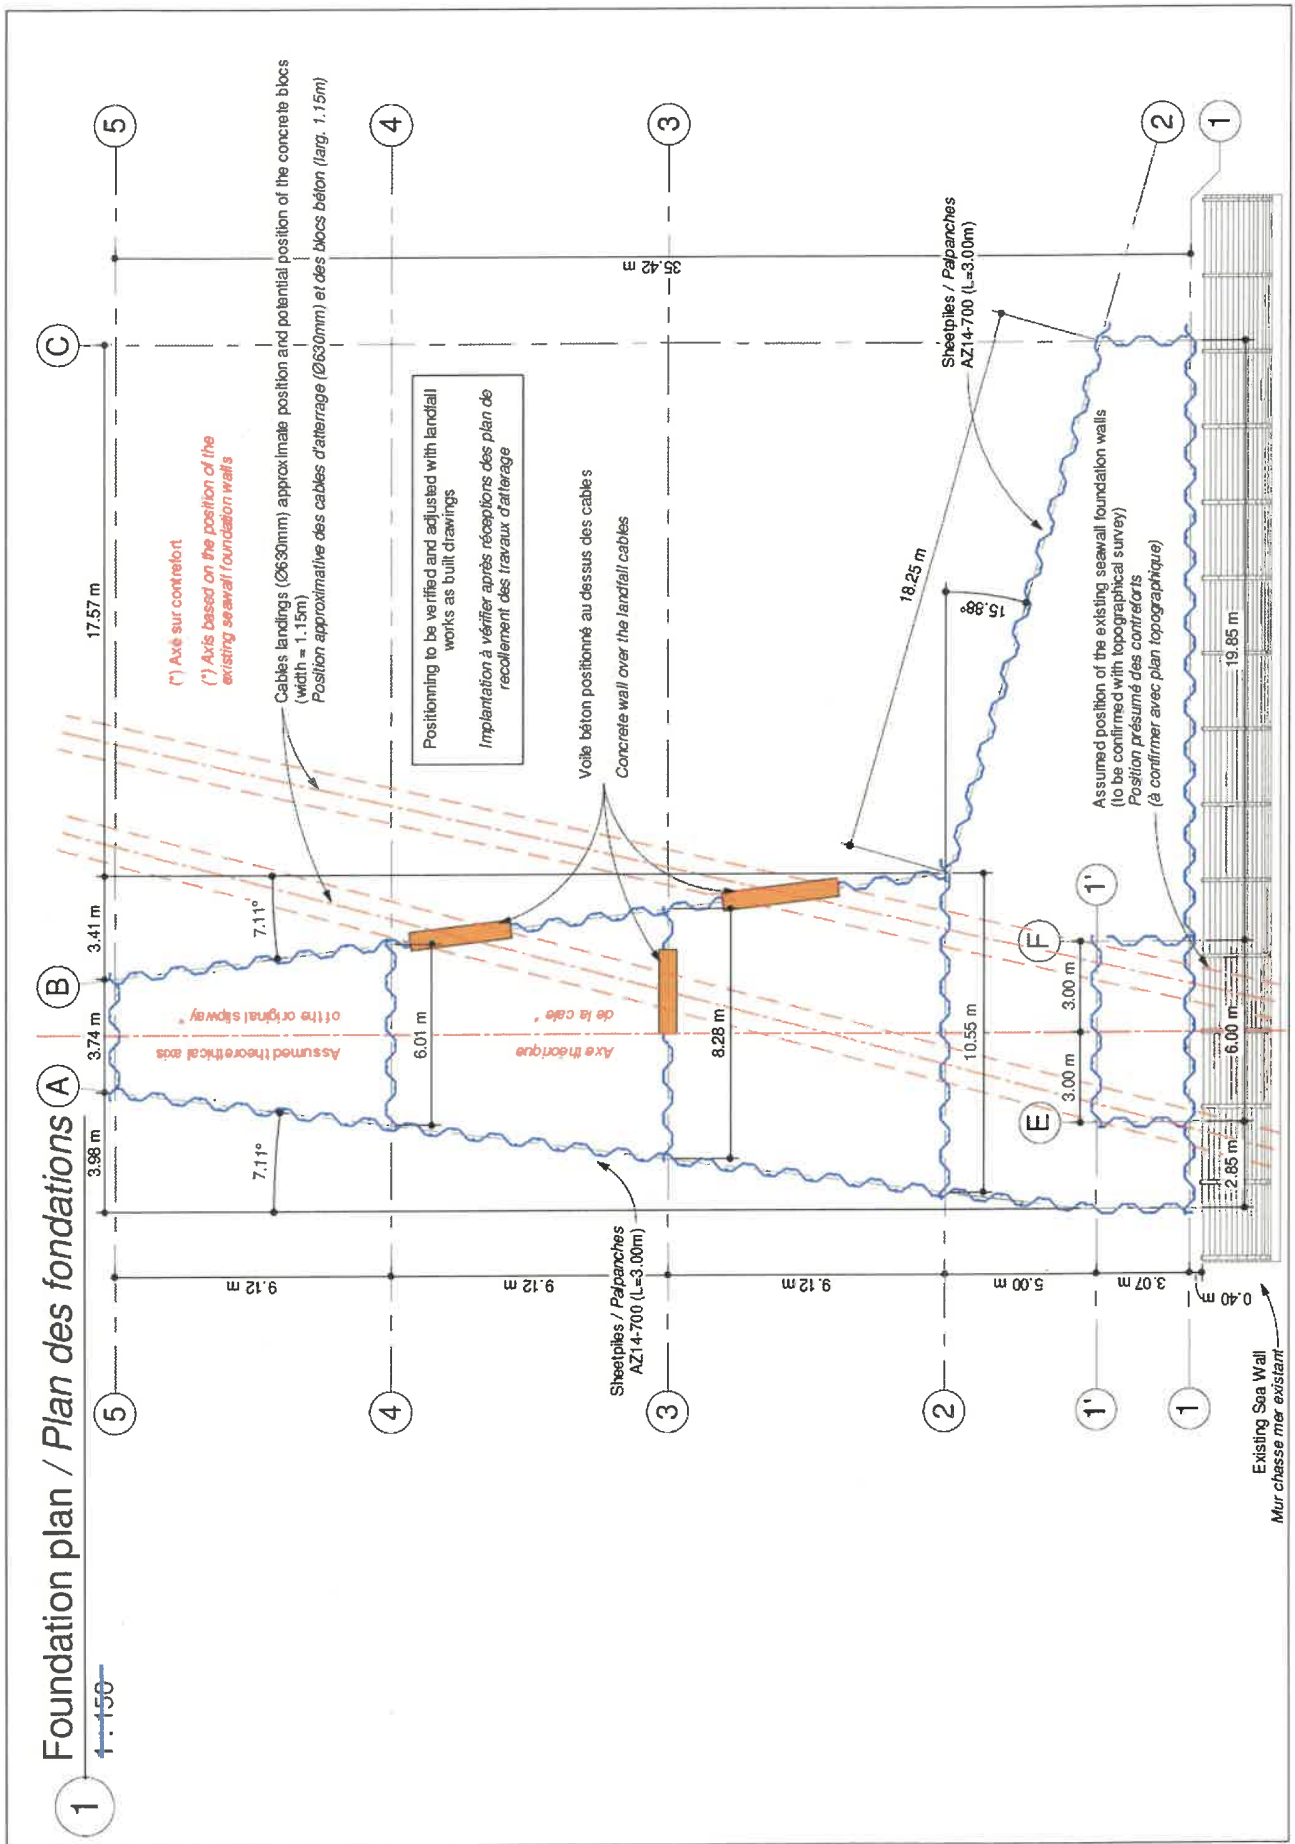 1
Foundation plan / Plan des fondations
1 : 150
A
B
C
3.98 m
3.74 m
3.41 m
17.57 m
5
5
4
4
3
3
2
2
1'
1'
1
1
E
F
(*) Axe sur contrefort
(*) Axis based on the position of the
existing seawall foundation walls
Cables landings (Ø630mm) approximate position and potential position of the concrete blocs
(width = 1.15m)
Position approximative des cables d'atterrage (Ø630mm) et des blocs béton (larg. 1.15m)
Positionning to be verified and adjusted with landfall
works as built drawings
Implantation à vérifier après réceptions des plan de
recollement des travaux d'atterage
Voile béton positionné au dessus des cables
Concrete wall over the landfall cables
Assumed theorethical axis
of the original slipway *
Axe théorique
de la cale *
7.11°
7.11°
6.01 m
8.28 m
10.55 m
15.88°
18.25 m
35.42 m
9.12 m
9.12 m
9.12 m
5.00 m
3.07 m
0.40 m
Sheetpiles / Palpanches
AZ14-700 (L=3.00m)
Sheetpiles / Palpanches
AZ14-700 (L=3.00m)
3.00 m
3.00 m
Assumed position of the existing seawall foundation walls
(to be confirmed with topographical survey)
Position présumé des contreforts
(à confirmer avec plan topographique)
2.85 m
6.00 m
19.85 m
Existing Sea Wall
Mur chasse mer existant